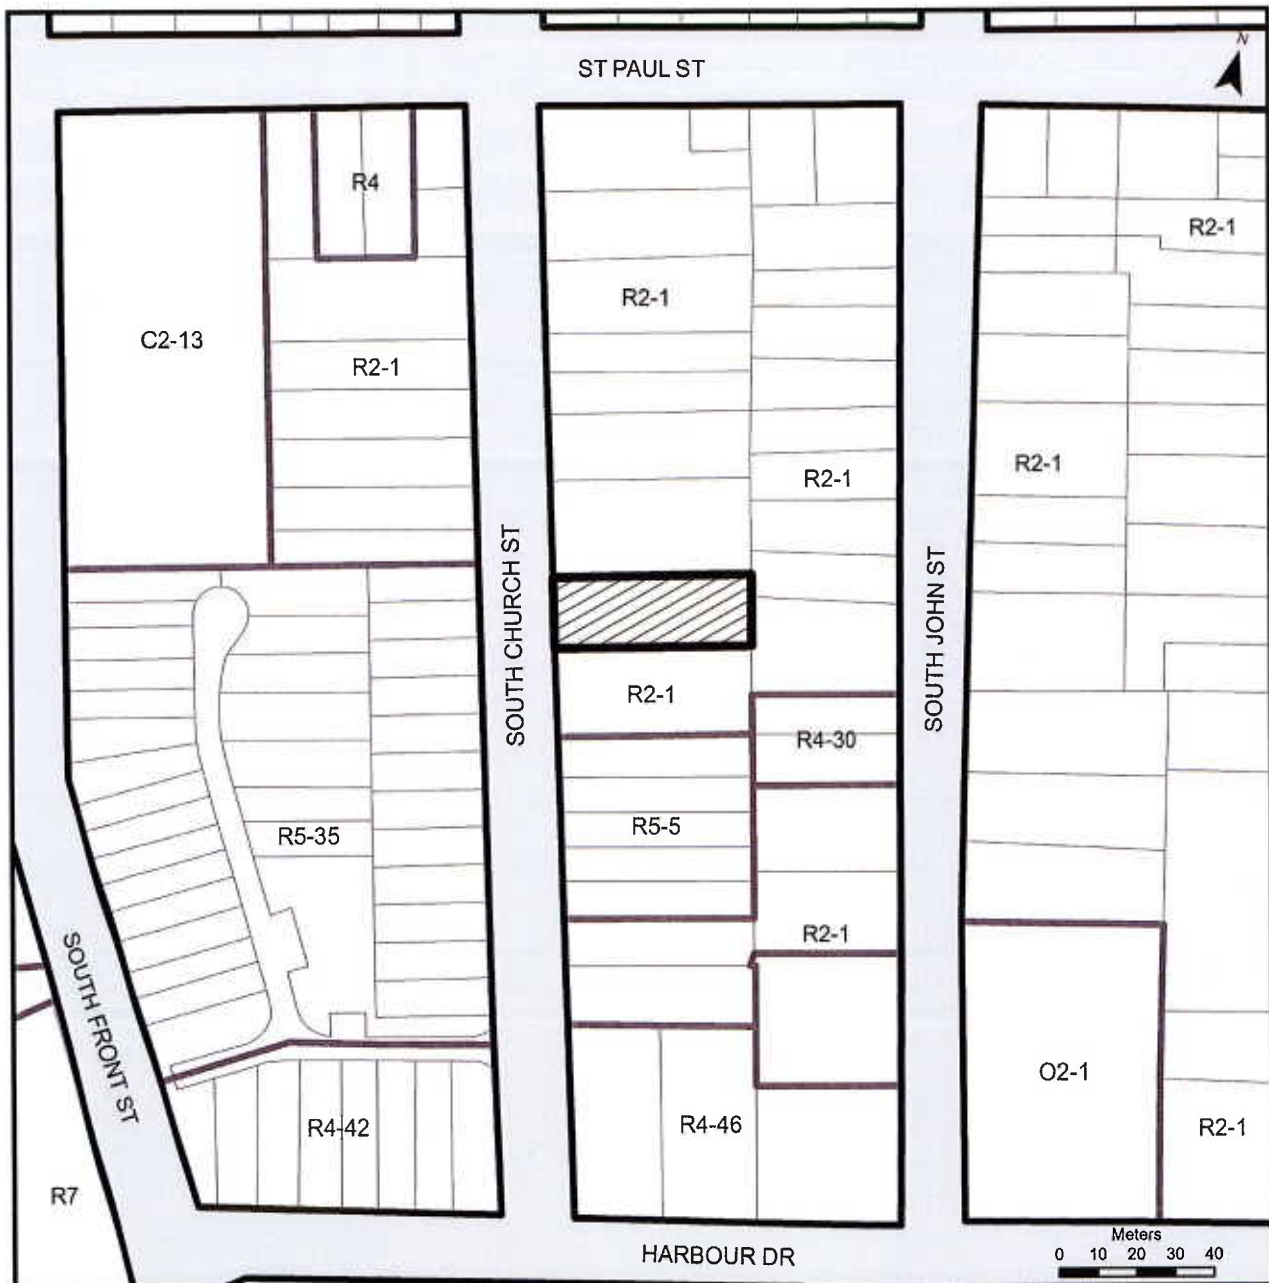 N
ST PAUL ST
R4
R2-1
R2-1
C2-13
R2-1
R2-1
R2-1
SOUTH CHURCH ST
SOUTH JOHN ST
R2-1
R4-30
R5-35
R5-5
R2-1
SOUTH FRONT ST
O2-1
R4-42
R4-46
R2-1
R7
Meters
HARBOUR DR
0 10 20 30 40